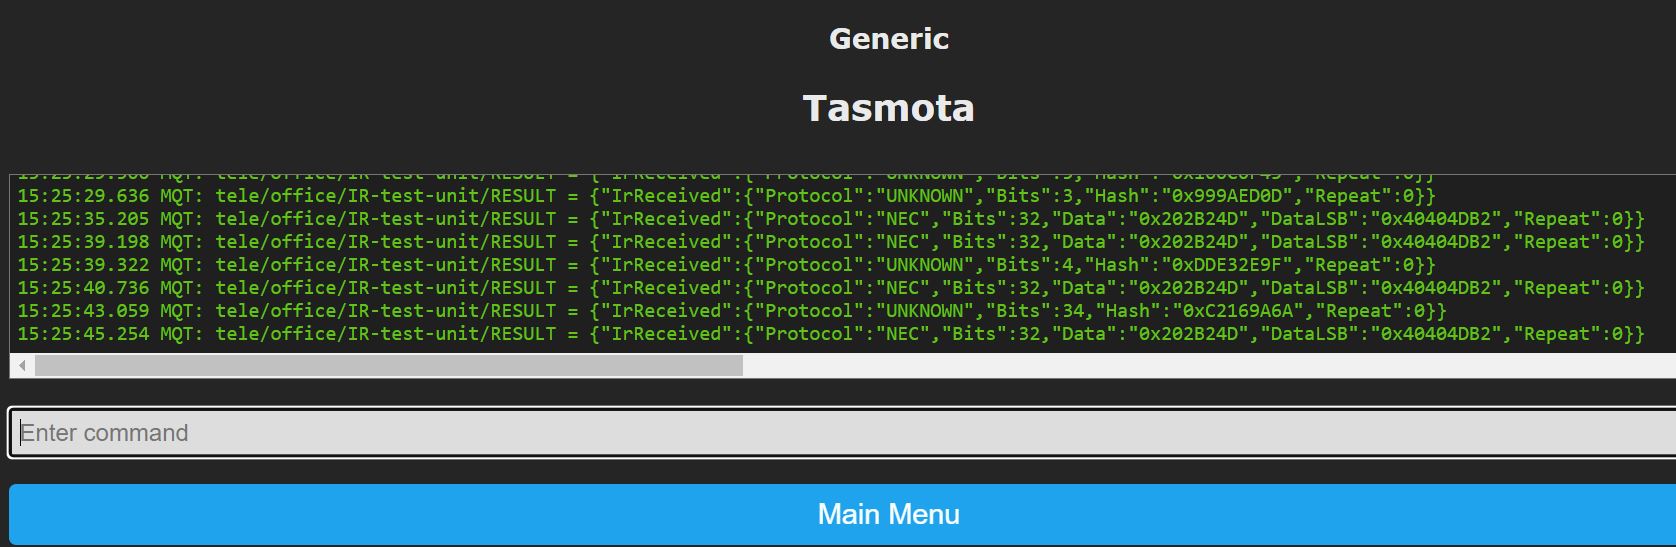 Generic
Tasmota
15:25:29.636 MQT: tele/office/IR-test-unit/RESULT = {"IrReceived":{"Protocol":"UNKNOWN","Bits":3,"Hash":"0x999AED0D","Repeat":0}}
15:25:35.205 MQT: tele/office/IR-test-unit/RESULT = {"IrReceived":{"Protocol":"NEC","Bits":32,"Data":"0x202B24D","DataLSB":"0x40404DB2","Repeat":0}}
15:25:39.198 MQT: tele/office/IR-test-unit/RESULT = {"IrReceived":{"Protocol":"NEC","Bits":32,"Data":"0x202B24D","DataLSB":"0x40404DB2","Repeat":0}}
15:25:39.322 MQT: tele/office/IR-test-unit/RESULT = {"IrReceived":{"Protocol":"UNKNOWN","Bits":4,"Hash":"0xDDE32E9F","Repeat":0}}
15:25:40.736 MQT: tele/office/IR-test-unit/RESULT = {"IrReceived":{"Protocol":"NEC","Bits":32,"Data":"0x202B24D","DataLSB":"0x40404DB2","Repeat":0}}
15:25:43.059 MQT: tele/office/IR-test-unit/RESULT = {"IrReceived":{"Protocol":"UNKNOWN","Bits":34,"Hash":"0xC2169A6A","Repeat":0}}
15:25:45.254 MQT: tele/office/IR-test-unit/RESULT = {"IrReceived":{"Protocol":"NEC","Bits":32,"Data":"0x202B24D","DataLSB":"0x40404DB2","Repeat":0}}
Enter command
Main Menu